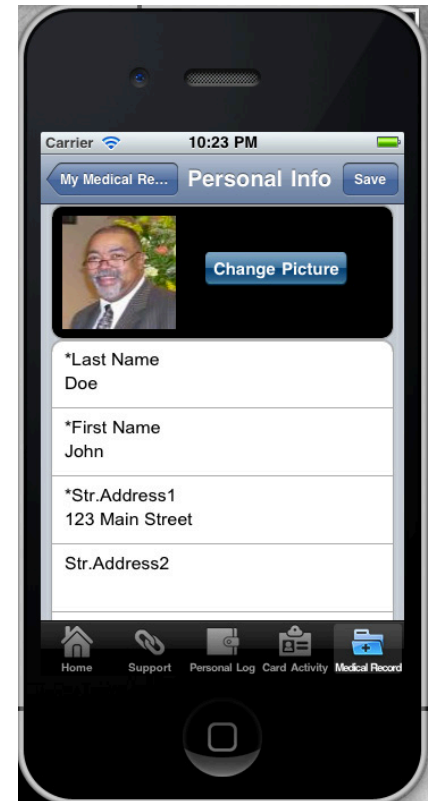 Carrier 10:23 PM
My Medical Re... Personal Info Save
Change Picture
*Last Name
Doe
*First Name
John
*Str.Address1
123 Main Street
Str.Address2
Home Support Personal Log Card Activity Medical Record